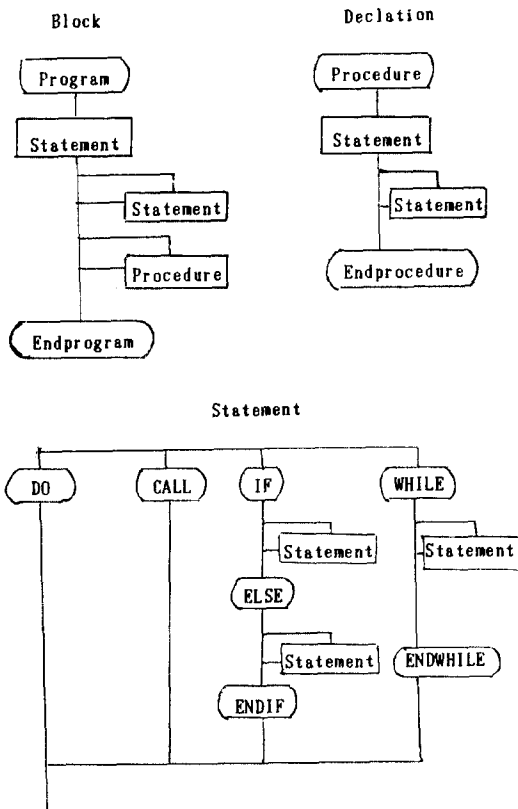 Block
Program
Statement
Statement
Procedure
Endprogram
Declation
Procedure
Statement
Statement
Endprocedure
Statement
DO
CALL
IF
WHILE
Statement
Statement
ELSE
Statement
ENDWHILE
ENDIF